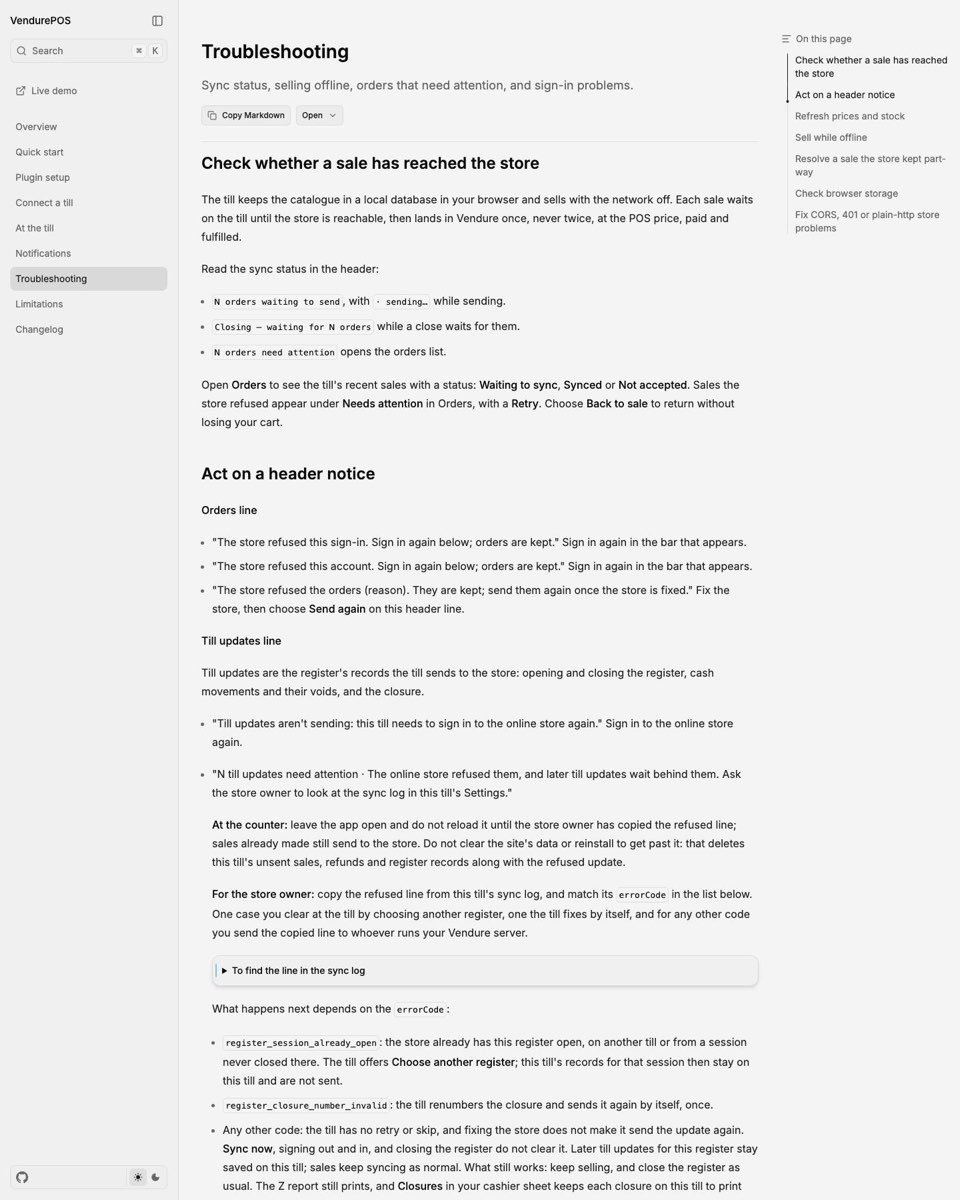 VendurePOS
Search
⌘ K
Live demo
Overview
Quick start
Plugin setup
Connect a till
At the till
Notifications
Troubleshooting
Limitations
Changelog
Troubleshooting
Sync status, selling offline, orders that need attention, and sign-in problems.
Copy Markdown
Open
Check whether a sale has reached the store
The till keeps the catalogue in a local database in your browser and sells with the network off. Each sale waits
on the till until the store is reachable, then lands in Vendure once, never twice, at the POS price, paid and
fulfilled.
Read the sync status in the header:
• N orders waiting to send, with · sending… while sending.
• Closing — waiting for N orders while a close waits for them.
• N orders need attention opens the orders list.
Open Orders to see the till's recent sales with a status: Waiting to sync, Synced or Not accepted. Sales the
store refused appear under Needs attention in Orders, with a Retry. Choose Back to sale to return without
losing your cart.
Act on a header notice
Orders line
• "The store refused this sign-in. Sign in again below; orders are kept." Sign in again in the bar that appears.
• "The store refused this account. Sign in again below; orders are kept." Sign in again in the bar that appears.
• "The store refused the orders (reason). They are kept; send them again once the store is fixed." Fix the
store, then choose Send again on this header line.
Till updates line
Till updates are the register's records the till sends to the store: opening and closing the register, cash
movements and their voids, and the closure.
• "Till updates aren't sending: this till needs to sign in to the online store again." Sign in to the online store
again.
• "N till updates need attention · The online store refused them, and later till updates wait behind them. Ask
the store owner to look at the sync log in this till's Settings."
At the counter: leave the app open and do not reload it until the store owner has copied the refused line;
sales already made still send to the store. Do not clear the site's data or reinstall to get past it: that deletes
this till's unsent sales, refunds and register records along with the refused update.
For the store owner: copy the refused line from this till's sync log, and match its errorCode in the list below.
One case you clear at the till by choosing another register, one the till fixes by itself, and for any other code
you send the copied line to whoever runs your Vendure server.
To find the line in the sync log
What happens next depends on the errorCode:
• register_session_already_open: the store already has this register open, on another till or from a session
never closed there. The till offers Choose another register; this till's records for that session then stay on
this till and are not sent.
• register_closure_number_invalid: the till renumbers the closure and sends it again by itself, once.
• Any other code: the till has no retry or skip, and fixing the store does not make it send the update again.
Sync now, signing out and in, and closing the register do not clear it. Later till updates for this register stay
saved on this till; sales keep syncing as normal. What still works: keep selling, and close the register as
usual. The Z report still prints, and Closures in your cashier sheet keeps each closure on this till to print
On this page
Check whether a sale has reached
the store
Act on a header notice
Refresh prices and stock
Sell while offline
Resolve a sale the store kept part-
way
Check browser storage
Fix CORS, 401 or plain-http store
problems